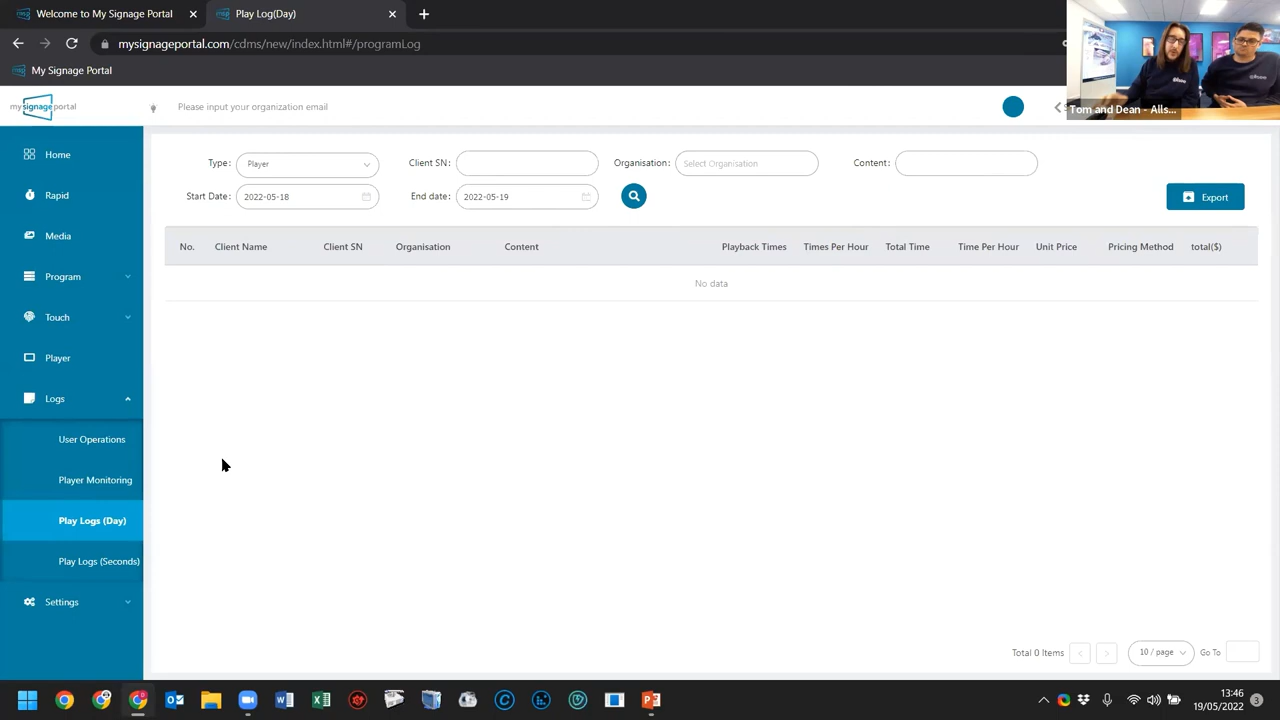 Welcome to My Signage Portal
Play Log(Day)
mysignageportal.com/cdms/new/index.html#/programLog
My Signage Portal
mysignageportal
Please input your organization email
Tom and Dean - Alls...
Home
Rapid
Media
Program
Touch
Player
Logs
User Operations
Player Monitoring
Play Logs (Day)
Play Logs (Seconds)
Settings
Type: Player
Client SN:
Organisation: Select Organisation
Content:
Start Date: 2022-05-18
End date: 2022-05-19
Export
No. Client Name Client SN Organisation Content Playback Times Times Per Hour Total Time Time Per Hour Unit Price Pricing Method total($)
No data
Total 0 Items < > 10 / page Go To
13:46
19/05/2022
3